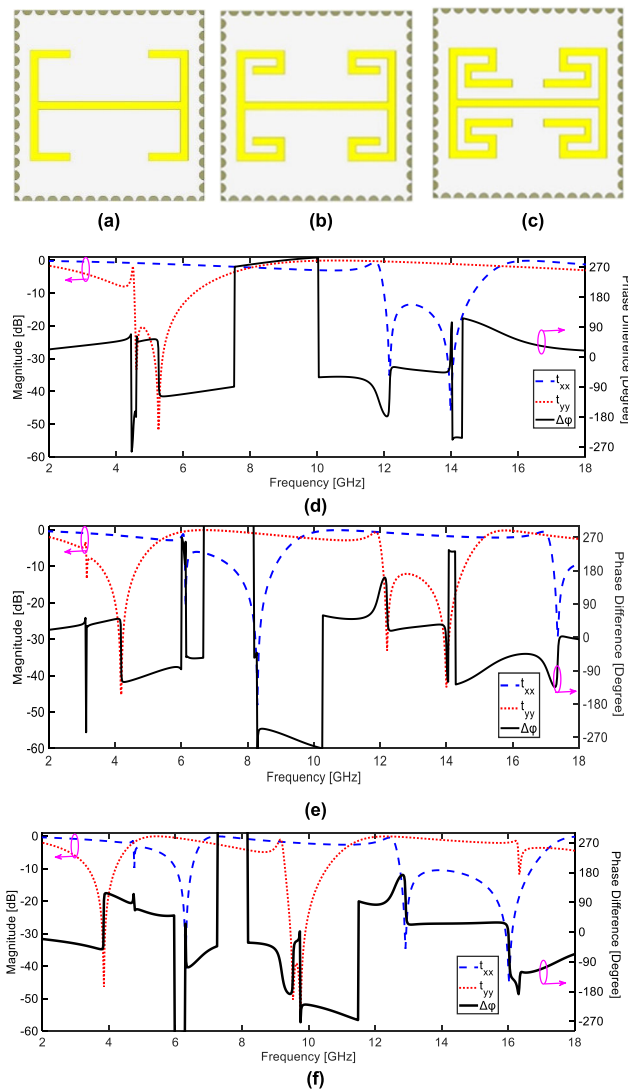 (a) (b) (c)
0
-10
-20
-30
-40
-50
-60
Magnitude [dB]
270
180
90
0
-90
-180
-270
Phase Difference [Degree]
t_xx
t_yy
Δφ
2 4 6 8 10 12 14 16 18
Frequency [GHz]
(d)
0
-10
-20
-30
-40
-50
-60
Magnitude [dB]
270
180
90
0
-90
-180
-270
Phase Difference [Degree]
t_xx
t_yy
Δφ
2 4 6 8 10 12 14 16 18
Frequency [GHz]
(e)
0
-10
-20
-30
-40
-50
-60
Magnitude [dB]
270
180
90
0
-90
-180
-270
Phase Difference [Degree]
t_xx
t_yy
Δφ
2 4 6 8 10 12 14 16 18
Frequency [GHz]
(f)